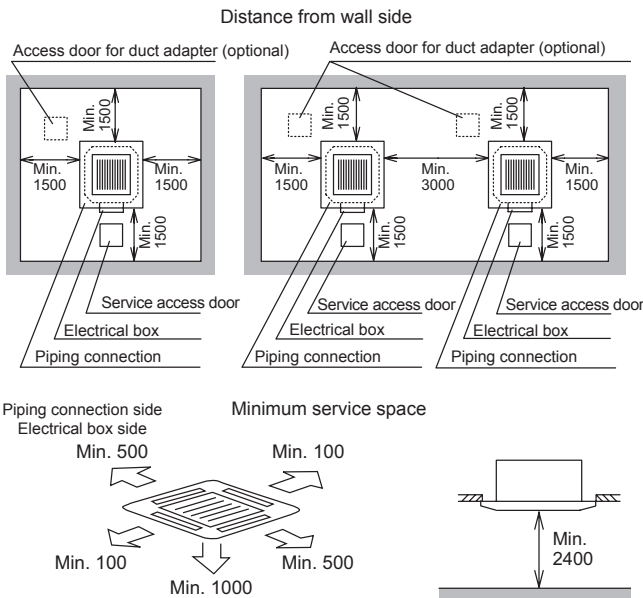 Distance from wall side
Access door for duct adapter (optional)
Access door for duct adapter (optional)
Min.
1500
Min.
1500
Min.
1500
Min.
1500
Min.
1500
Min.
1500
Min.
1500
Min.
3000
Min.
1500
Min.
1500
Min.
1500
Service access door
Service access door
Service access door
Electrical box
Electrical box
Electrical box
Piping connection
Piping connection
Piping connection
Piping connection side
Electrical box side
Minimum service space
Min. 500
Min. 100
Min. 100
Min. 500
Min. 1000
Min.
2400